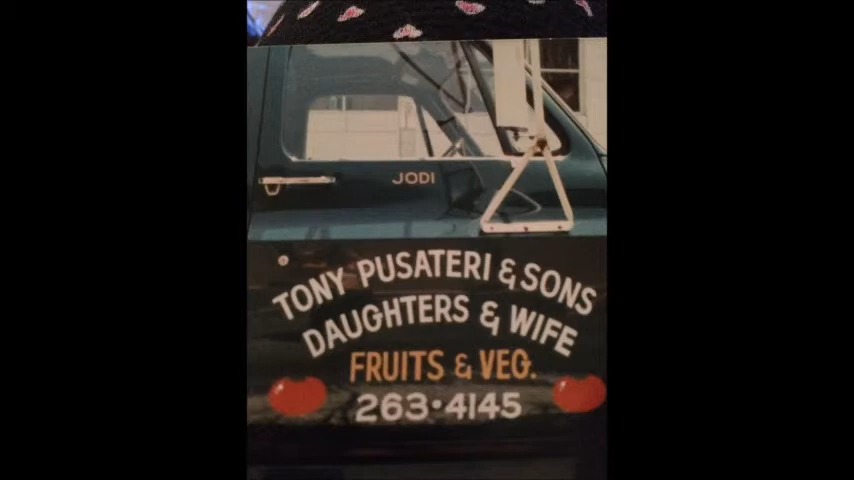 JODI
TONY PUSATERI & SONS
DAUGHTERS & WIFE
FRUITS & VEG.
263•4145